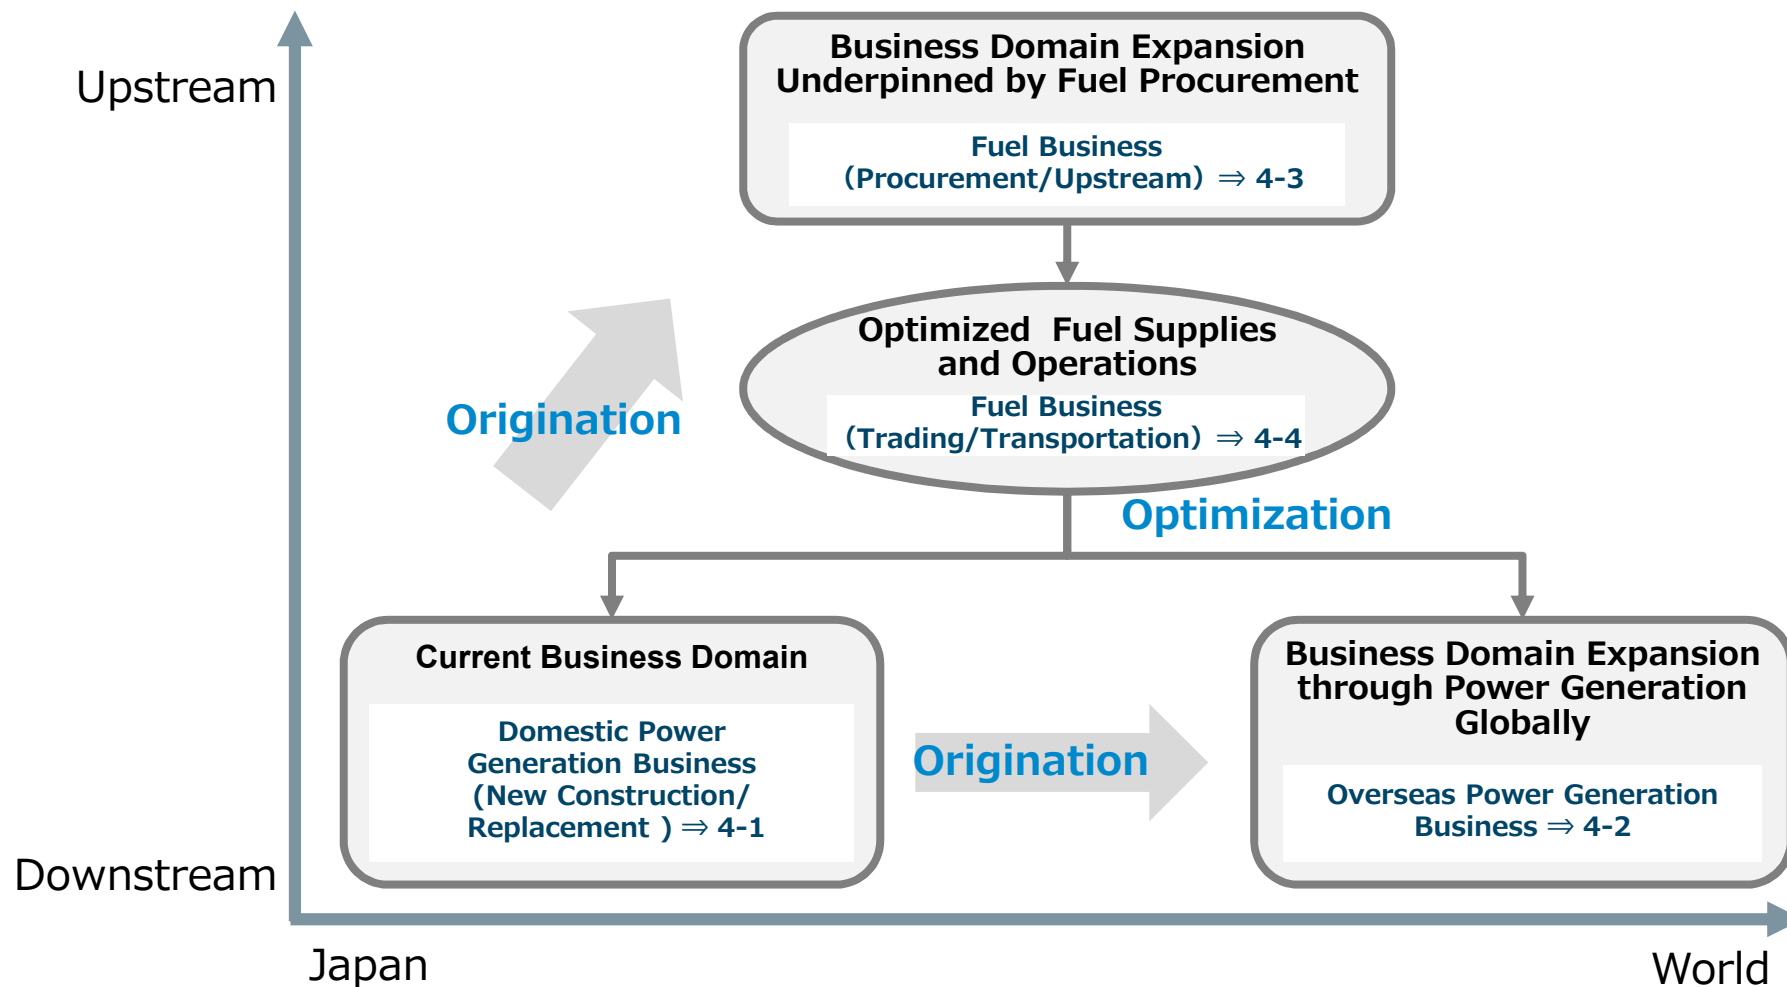 Upstream
Business Domain Expansion
Underpinned by Fuel Procurement
Fuel Business
(Procurement/Upstream) ⇒ 4-3
Optimized  Fuel Supplies
and Operations
Fuel Business
(Trading/Transportation) ⇒ 4-4
Origination
Optimization
Current Business Domain
Domestic Power
Generation Business
(New Construction/
Replacement ) ⇒ 4-1
Origination
Business Domain Expansion
through Power Generation
Globally
Overseas Power Generation
Business ⇒ 4-2
Downstream
Japan
World